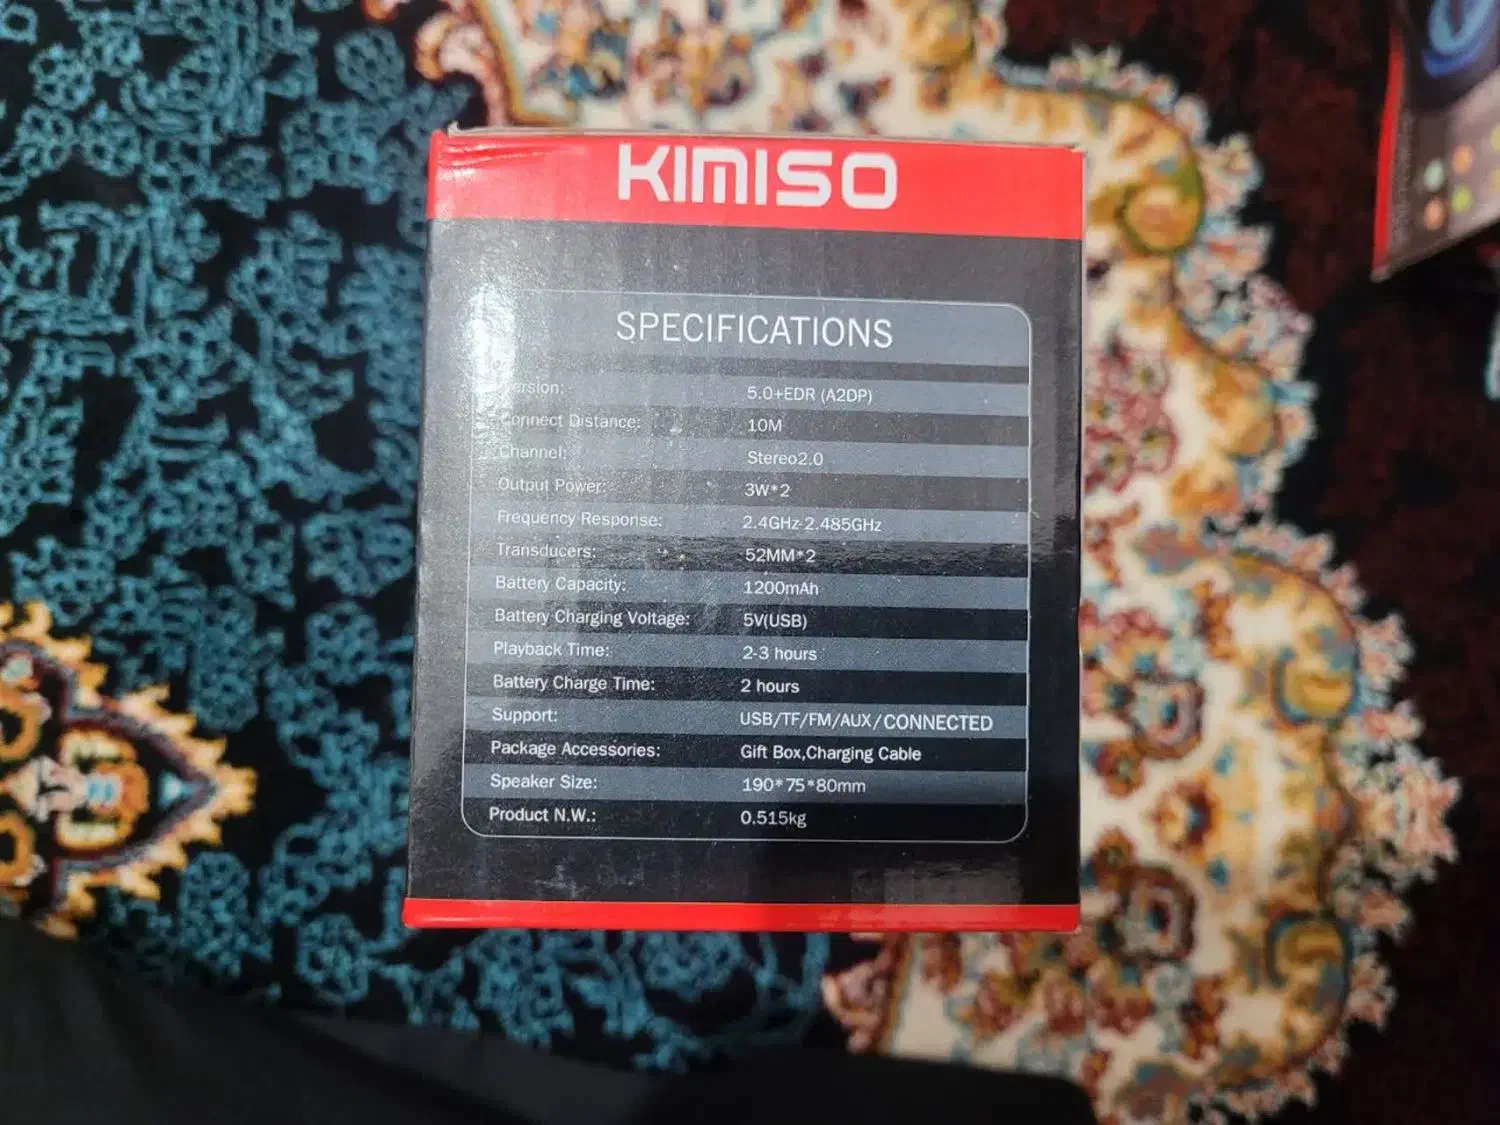 KIMISO
SPECIFICATIONS
Version: 5.0+EDR (A2DP)
Connect Distance: 10M
Channel: Stereo2.0
Output Power: 3W*2
Frequency Response: 2.4GHz-2.485GHz
Transducers: 52MM*2
Battery Capacity: 1200mAh
Battery Charging Voltage: 5V(USB)
Playback Time: 2-3 hours
Battery Charge Time: 2 hours
Support: USB/TF/FM/AUX/CONNECTED
Package Accessories: Gift Box,Charging Cable
Speaker Size: 190*75*80mm
Product N.W.: 0.515kg